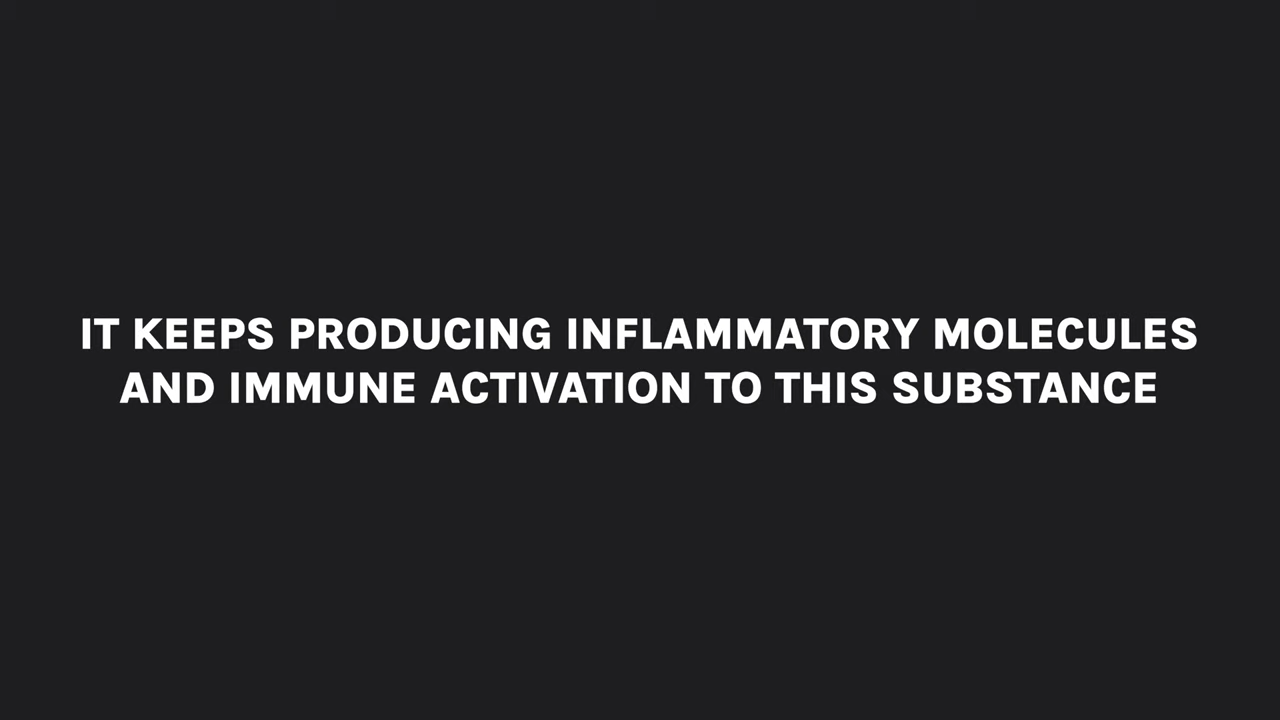 IT KEEPS PRODUCING INFLAMMATORY MOLECULES
AND IMMUNE ACTIVATION TO THIS SUBSTANCE